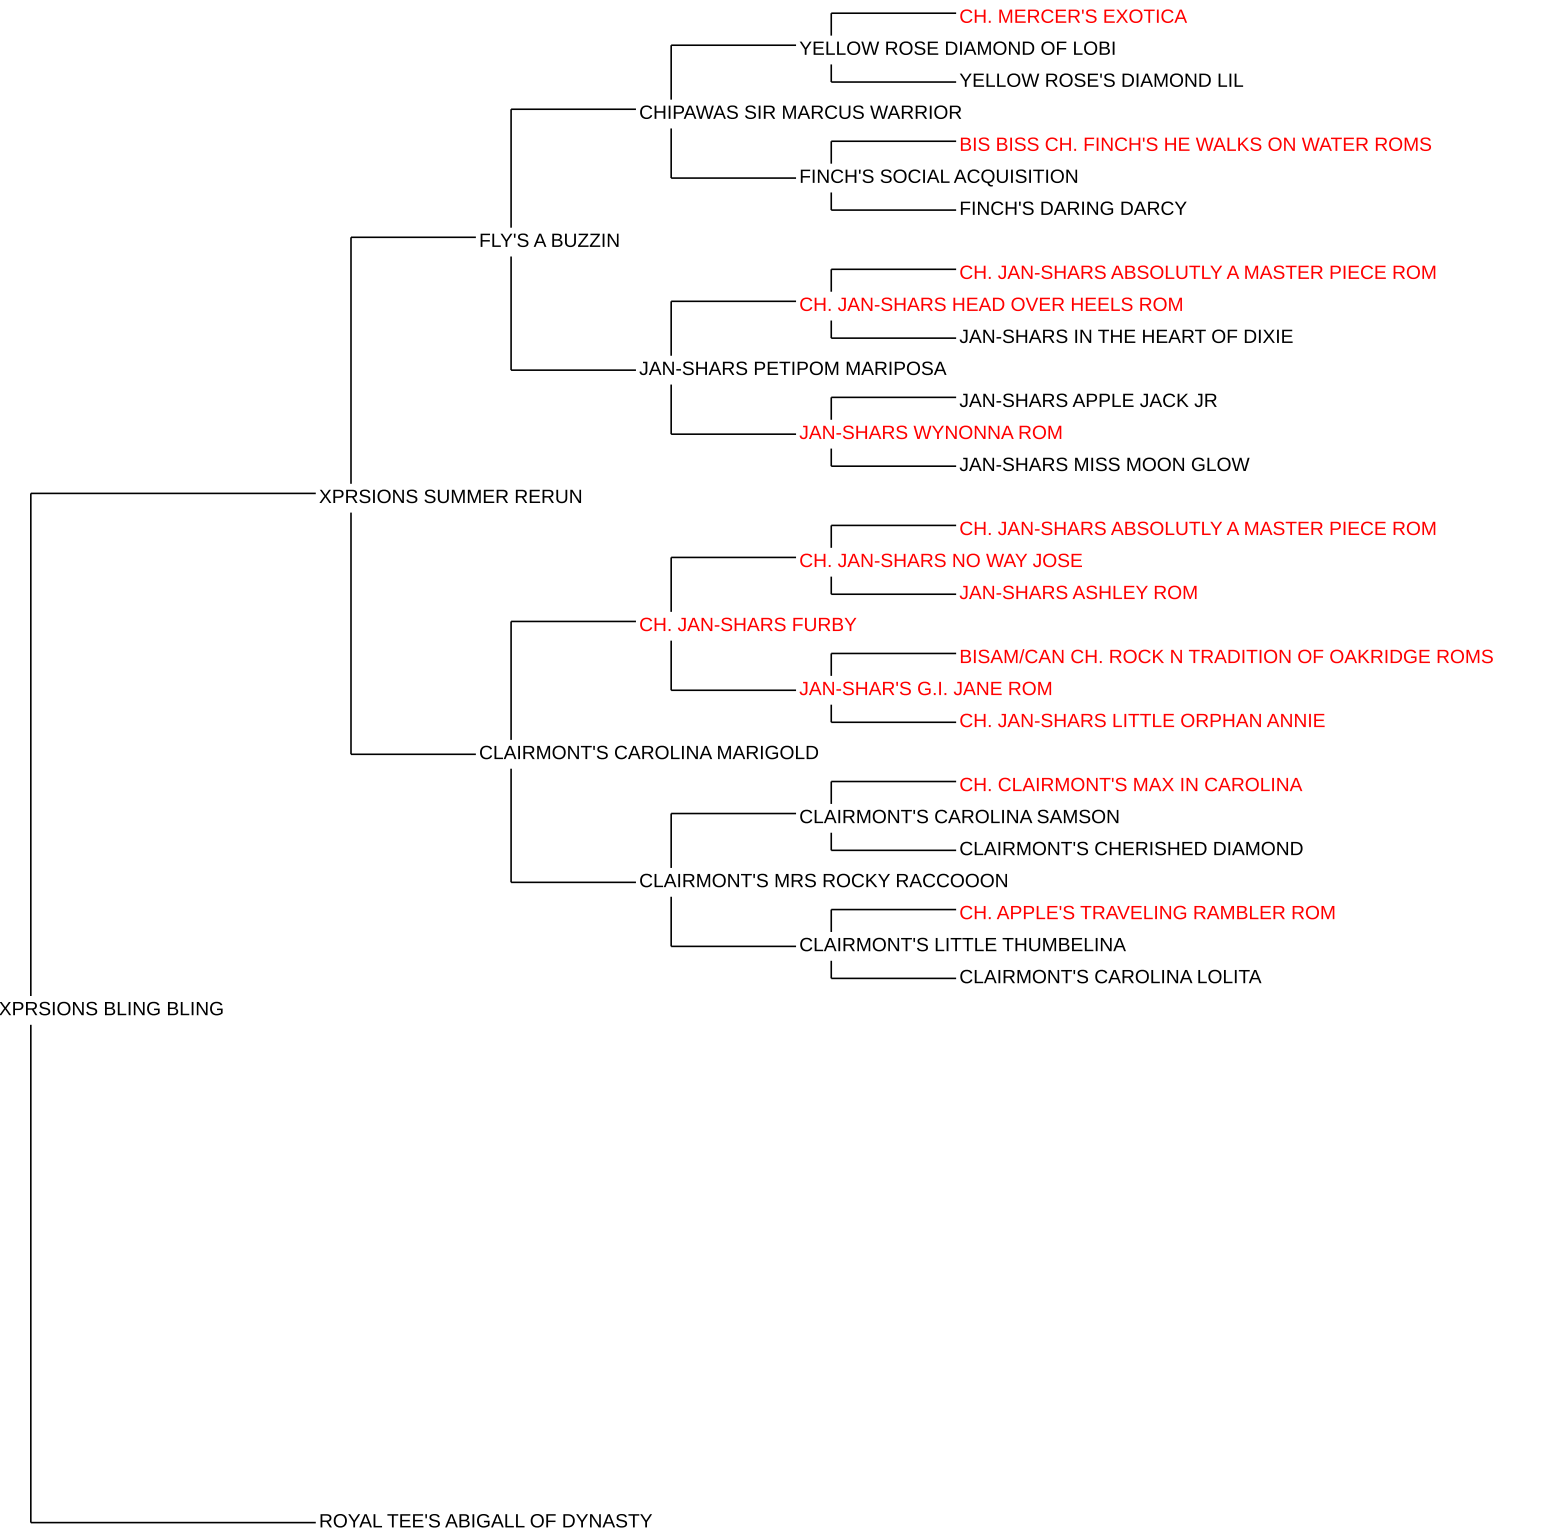 CH. MERCER'S EXOTICA
YELLOW ROSE DIAMOND OF LOBI
YELLOW ROSE'S DIAMOND LIL
CHIPAWAS SIR MARCUS WARRIOR
BIS BISS CH. FINCH'S HE WALKS ON WATER ROMS
FINCH'S SOCIAL ACQUISITION
FINCH'S DARING DARCY
FLY'S A BUZZIN
CH. JAN-SHARS ABSOLUTLY A MASTER PIECE ROM
CH. JAN-SHARS HEAD OVER HEELS ROM
JAN-SHARS IN THE HEART OF DIXIE
JAN-SHARS PETIPOM MARIPOSA
JAN-SHARS APPLE JACK JR
JAN-SHARS WYNONNA ROM
JAN-SHARS MISS MOON GLOW
XPRSIONS SUMMER RERUN
CH. JAN-SHARS ABSOLUTLY A MASTER PIECE ROM
CH. JAN-SHARS NO WAY JOSE
JAN-SHARS ASHLEY ROM
CH. JAN-SHARS FURBY
BISAM/CAN CH. ROCK N TRADITION OF OAKRIDGE ROMS
JAN-SHAR'S G.I. JANE ROM
CH. JAN-SHARS LITTLE ORPHAN ANNIE
CLAIRMONT'S CAROLINA MARIGOLD
CH. CLAIRMONT'S MAX IN CAROLINA
CLAIRMONT'S CAROLINA SAMSON
CLAIRMONT'S CHERISHED DIAMOND
CLAIRMONT'S MRS ROCKY RACCOOON
CH. APPLE'S TRAVELING RAMBLER ROM
CLAIRMONT'S LITTLE THUMBELINA
CLAIRMONT'S CAROLINA LOLITA
XPRSIONS BLING BLING
ROYAL TEE'S ABIGALL OF DYNASTY